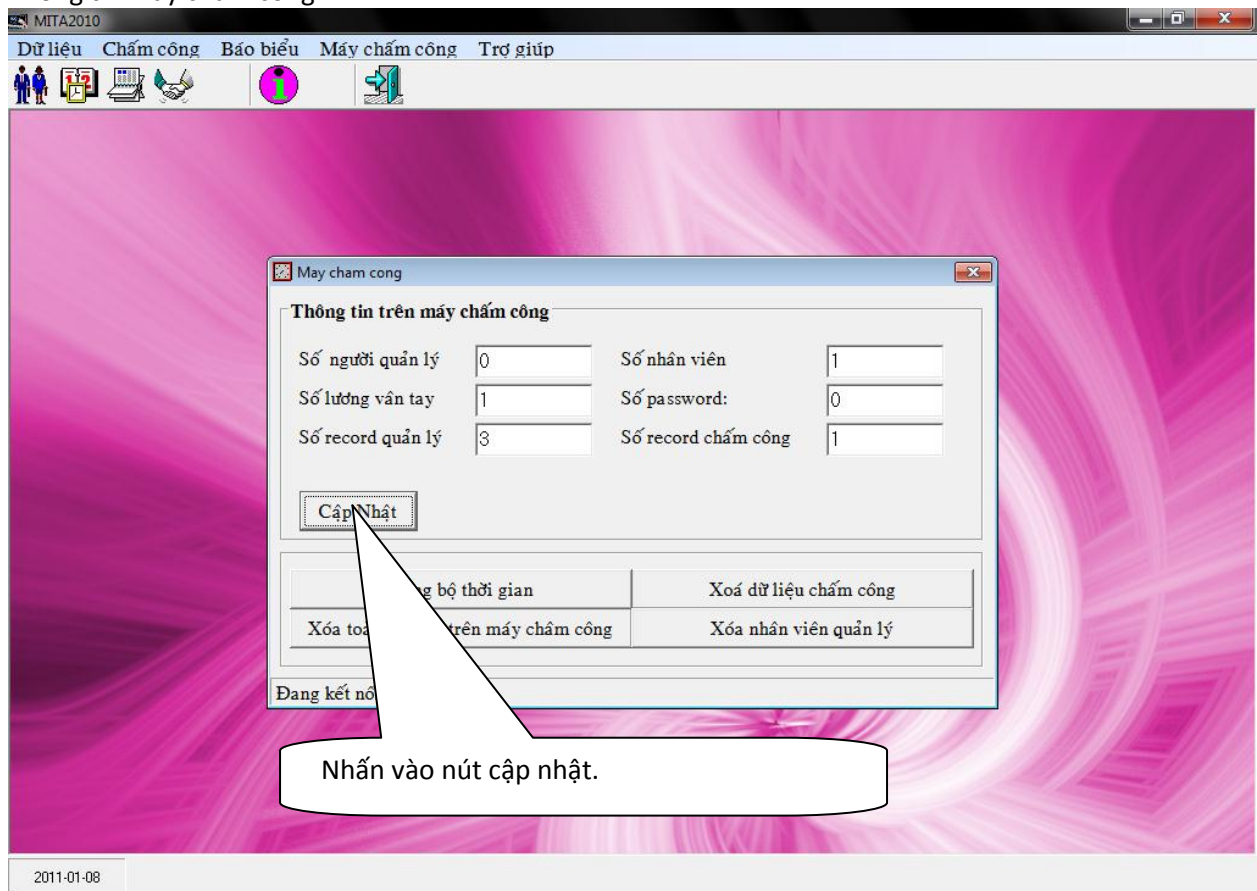 MITA2010
Dữ liệu Chấm công Báo biểu Máy chấm công Trợ giúp
May cham cong
Thông tin trên máy chấm công
Số người quản lý 0 Số nhân viên 1
Số lương vân tay 1 Số password: 0
Số record quản lý 3 Số record chấm công 1
Cập Nhật
bộ thời gian Xoá dữ liệu chấm công
Xóa trên máy châm công Xóa nhân viên quản lý
Đang kết
Nhấn vào nút cập nhật.
2011-01-08